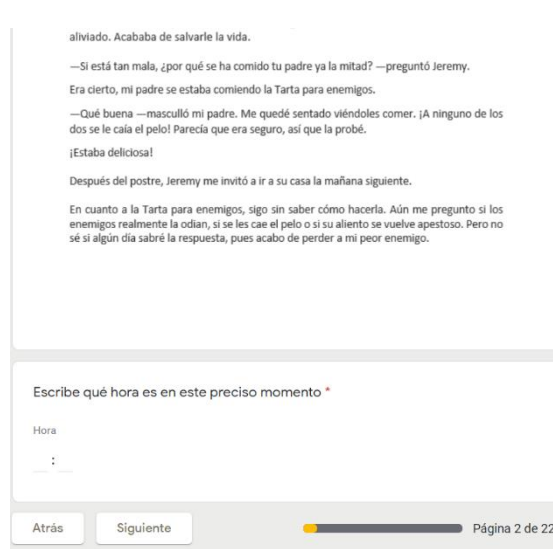 aliviado. Acababa de salvarle la vida.
—Si está tan mala, ¿por qué se ha comido tu padre ya la mitad? —preguntó Jeremy.
Era cierto, mi padre se estaba comiendo la Tarta para enemigos.
—Qué buena —masculló mi padre. Me quedé sentado viéndoles comer. ¡A ninguno de los
dos se le caía el pelo! Parecía que era seguro, así que la probé.
¡Estaba deliciosa!
Después del postre, Jeremy me invitó a ir a su casa la mañana siguiente.
En cuanto a la Tarta para enemigos, sigo sin saber cómo hacerla. Aún me pregunto si los
enemigos realmente la odian, si se les cae el pelo o si su aliento se vuelve apestoso. Pero no
sé si algún día sabré la respuesta, pues acabo de perder a mi peor enemigo.
Escribe qué hora es en este preciso momento *
Hora
:
Atrás Siguiente Página 2 de 22